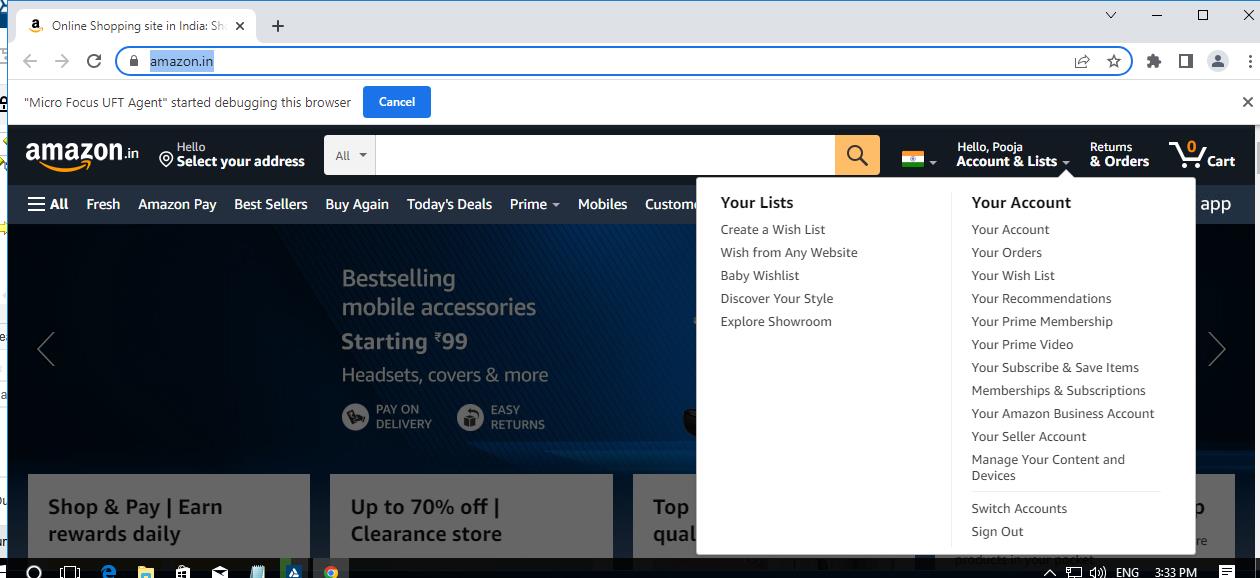 Online Shopping site in India: Sh
amazon.in
"Micro Focus UFT Agent" started debugging this browser
Cancel
amazon.in
Hello
Select your address
All
Hello, Pooja
Account & Lists
Returns
& Orders
0
Cart
All
Fresh
Amazon Pay
Best Sellers
Buy Again
Today's Deals
Prime
Mobiles
Custome
app
Your Lists
Create a Wish List
Wish from Any Website
Baby Wishlist
Discover Your Style
Explore Showroom
Your Account
Your Account
Your Orders
Your Wish List
Your Recommendations
Your Prime Membership
Your Prime Video
Your Subscribe & Save Items
Memberships & Subscriptions
Your Amazon Business Account
Your Seller Account
Manage Your Content and
Devices
Switch Accounts
Sign Out
Bestselling
mobile accessories
Starting ₹99
Headsets, covers & more
PAY ON
DELIVERY
EASY
RETURNS
Shop & Pay | Earn
rewards daily
Up to 70% off |
Clearance store
Top
qual
ENG
3:33 PM